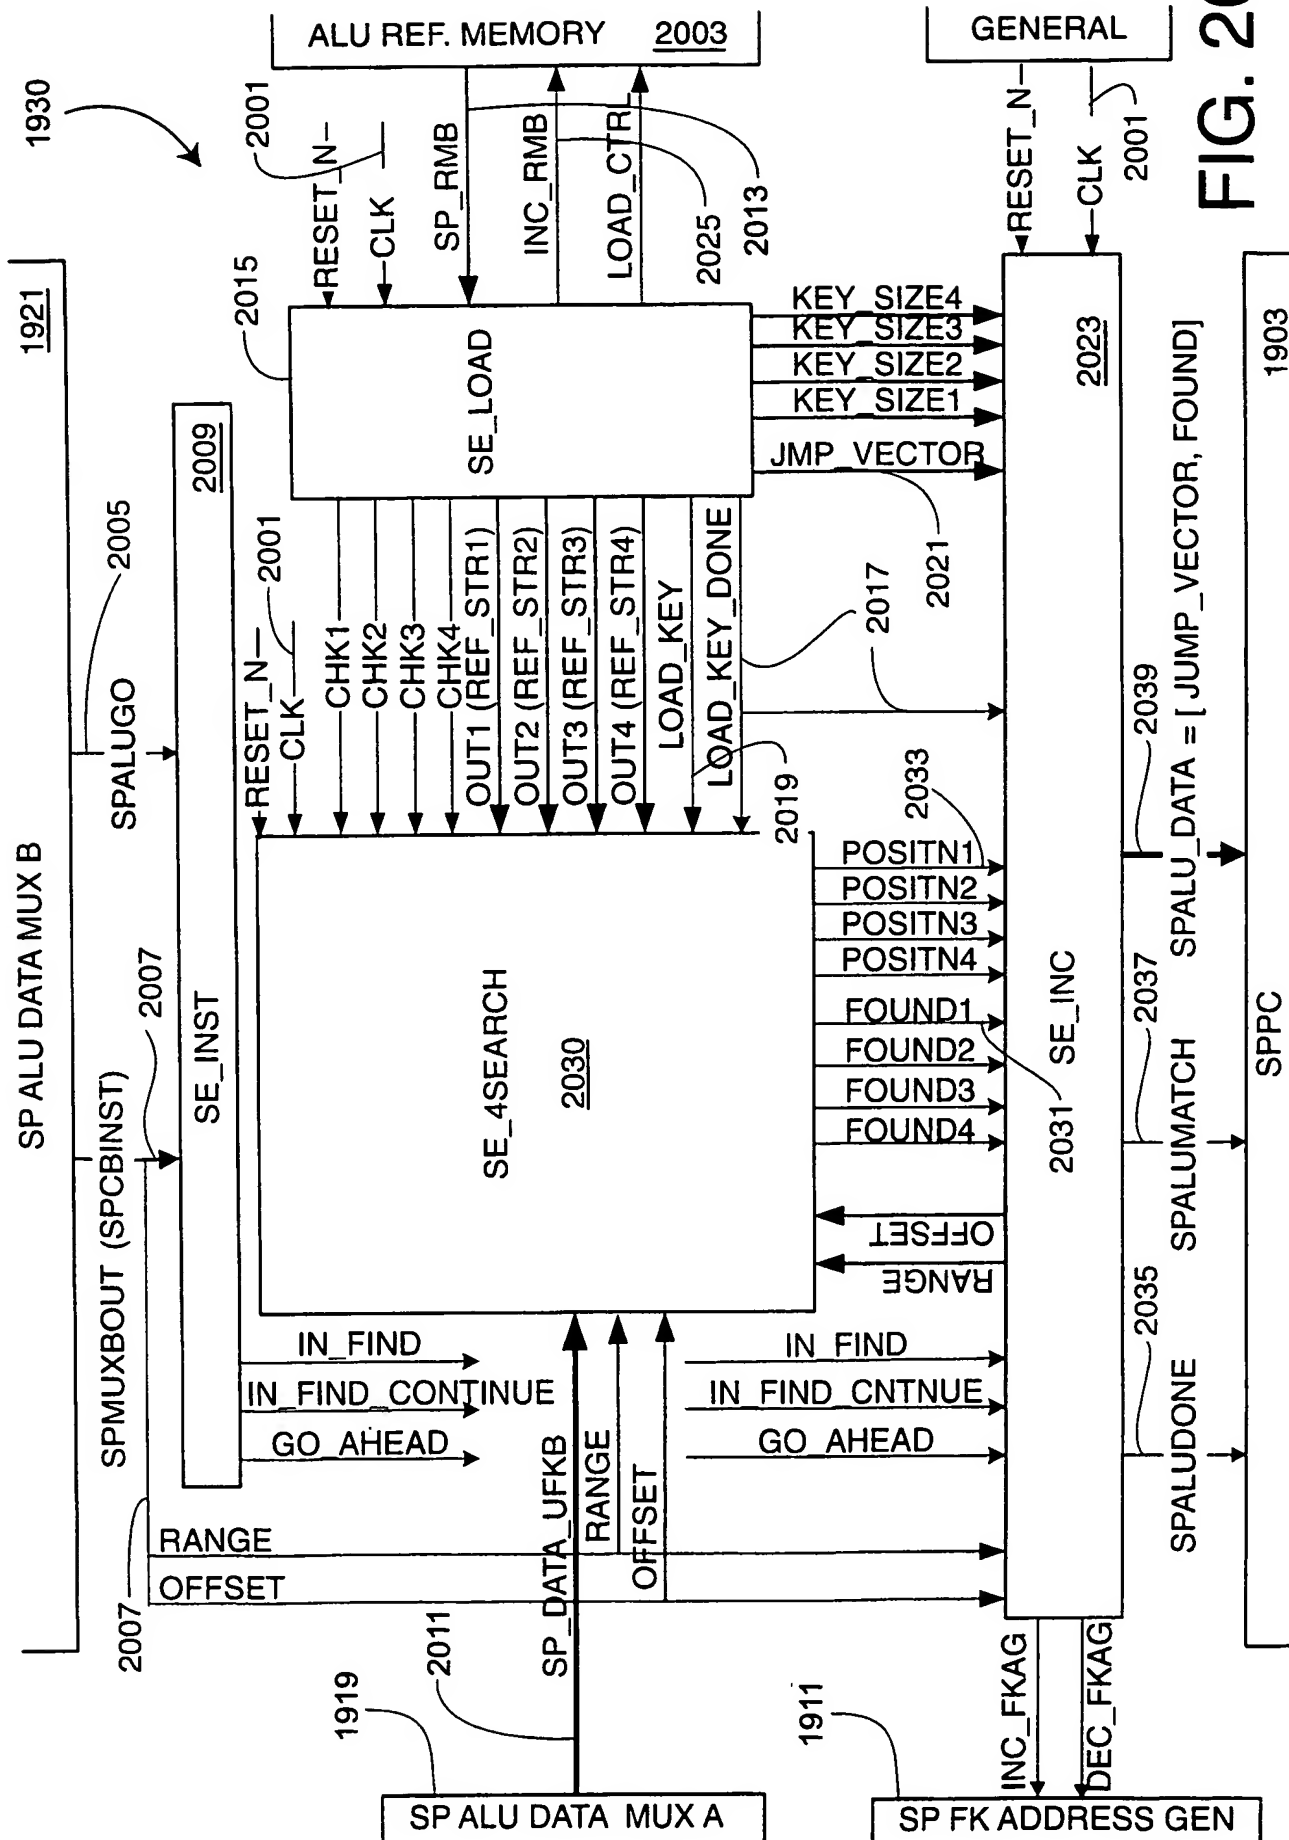 1930
SP ALU DATA MUX B
1921
SPMUXBOUT (SPCBINST)
2007
SPALUGO
2005
2007
SE_INST
2009
RANGE
OFFSET
IN_FIND
IN_FIND_CONTINUE
GO_AHEAD
1919
SP ALU DATA MUX A
2011
SP_DATA_UFKB
RANGE
OFFSET
SE_4SEARCH
2030
RESET_N
CLK
2001
CHK1
CHK2
CHK3
CHK4
OUT1 (REF_STR1)
OUT2 (REF_STR2)
OUT3 (REF_STR3)
OUT4 (REF_STR4)
LOAD_KEY
LOAD_KEY_DONE
2019
2017
2015
SE_LOAD
RESET_N
CLK
2001
ALU REF. MEMORY
2003
SP_RMB
INC_RMB
LOAD_CTRL
2025
2013
JMP_VECTOR
2021
KEY_SIZE1
KEY_SIZE2
KEY_SIZE3
KEY_SIZE4
IN_FIND
IN_FIND_CNTNUE
GO_AHEAD
RANGE
OFFSET
FOUND4
FOUND3
FOUND2
FOUND1
POSITN4
POSITN3
POSITN2
POSITN1
2033
2031
SE_INC
2023
GENERAL
RESET_N
CLK
2001
1911
SP FK ADDRESS GEN
INC_FKAG
DEC_FKAG
SPALUDONE
2035
SPALUMATCH
2037
SPALU_DATA = [ JUMP_VECTOR, FOUND]
2039
SPPC
1903
FIG. 20